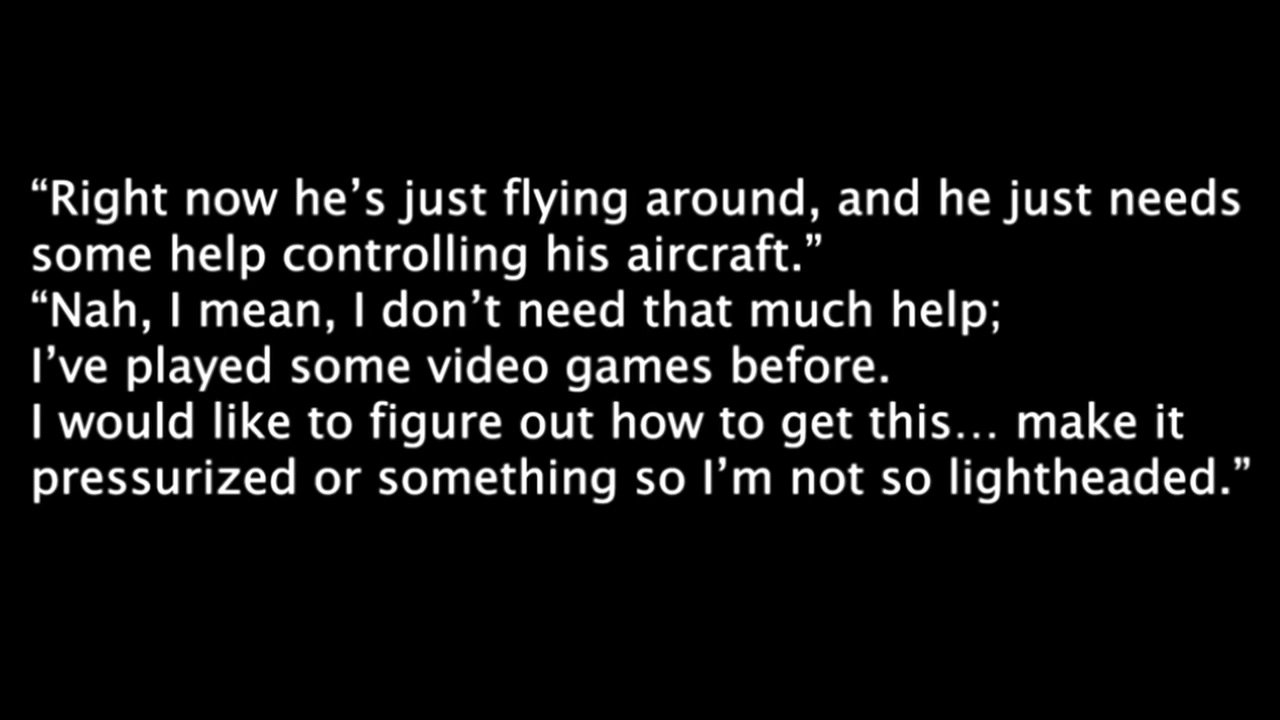 “Right now he’s just flying around, and he just needs
some help controlling his aircraft.”
“Nah, I mean, I don’t need that much help;
I’ve played some video games before.
I would like to figure out how to get this… make it
pressurized or something so I’m not so lightheaded.”